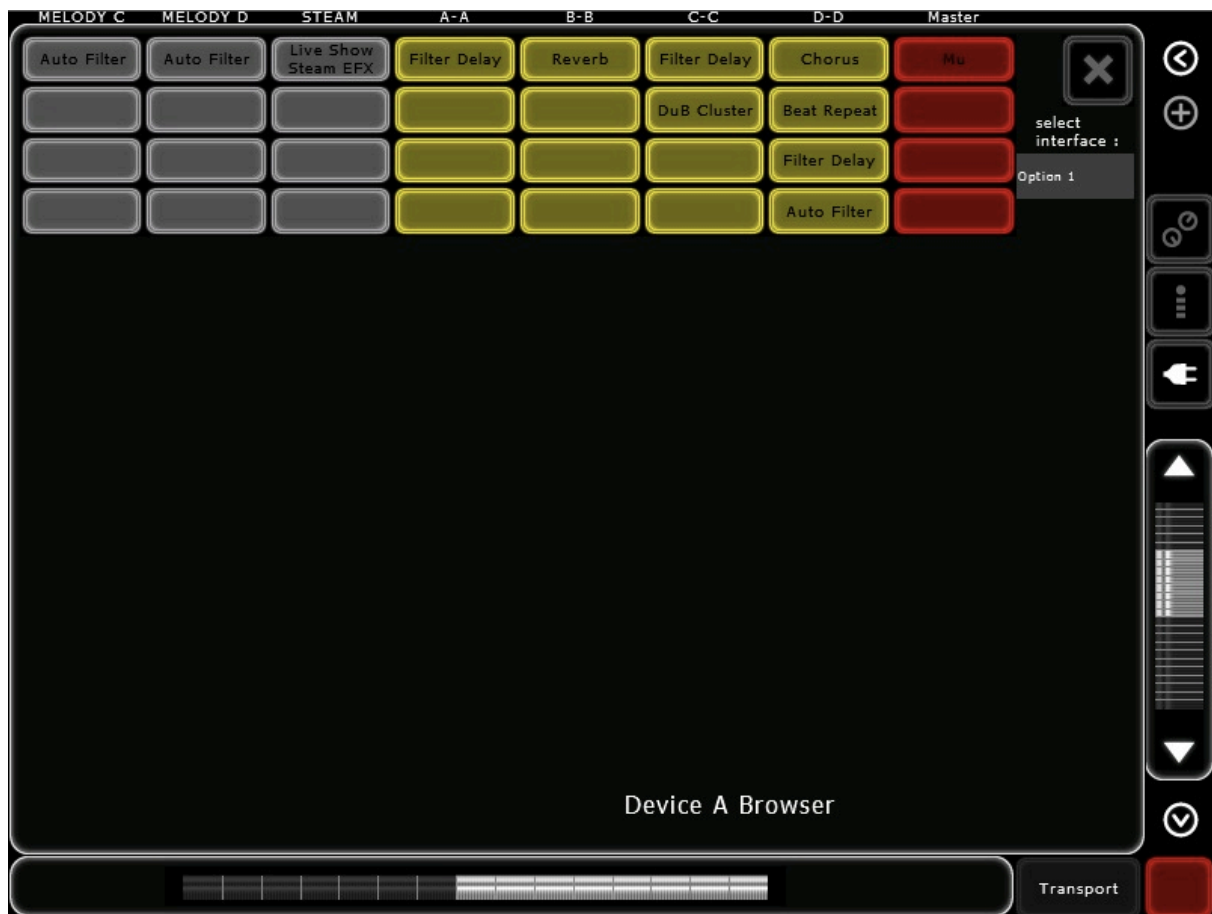 MELODY C MELODY D STEAM A-A B-B C-C D-D Master
Auto Filter Auto Filter Live Show Filter Delay Reverb Filter Delay Chorus Mu
Steam EFX
DuB Cluster Beat Repeat
select
interface :
Filter Delay
Option 1
Auto Filter
Device A Browser
Transport